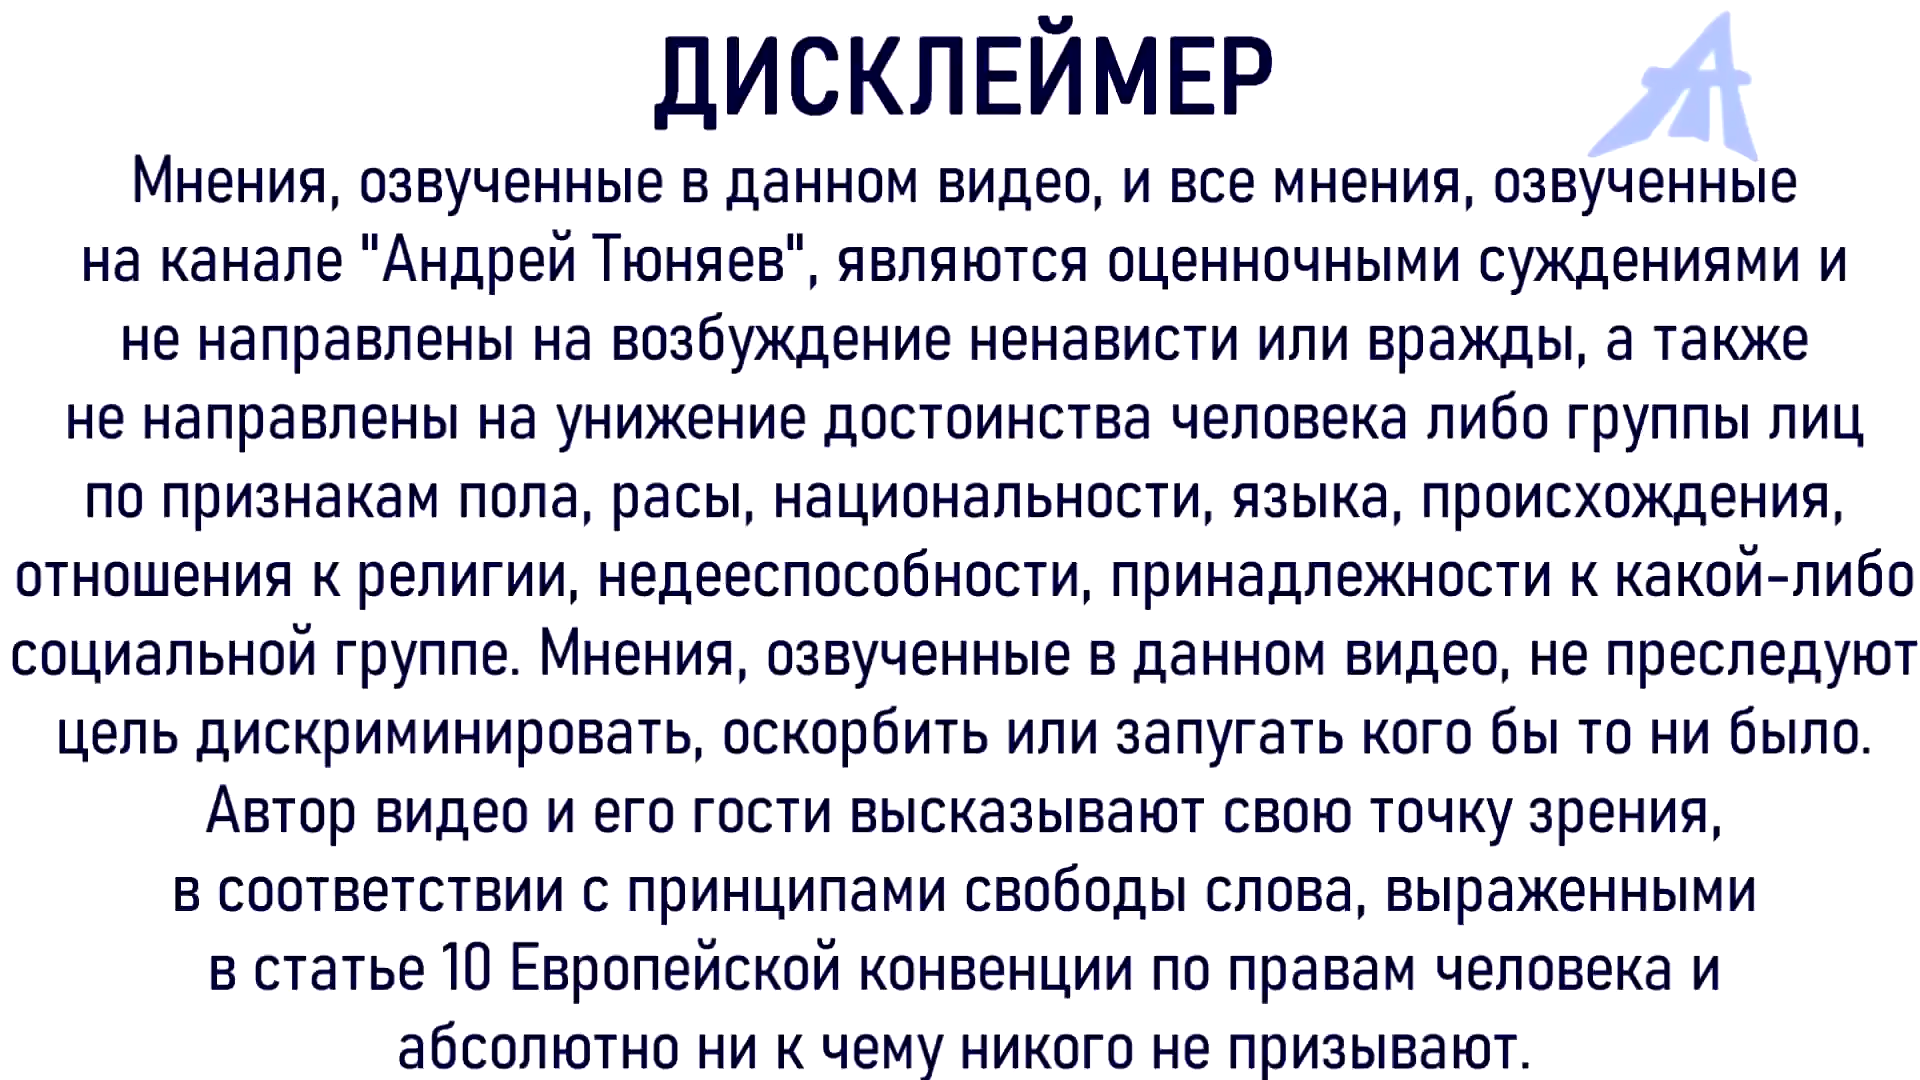 ДИСКЛЕЙМЕР
Мнения, озвученные в данном видео, и все мнения, озвученные
на канале "Андрей Тюняев", являются оценночными суждениями и
не направлены на возбуждение ненависти или вражды, а также
не направлены на унижение достоинства человека либо группы лиц
по признакам пола, расы, национальности, языка, происхождения,
отношения к религии, недееспособности, принадлежности к какой-либо
социальной группе. Мнения, озвученные в данном видео, не преследуют
цель дискриминировать, оскорбить или запугать кого бы то ни было.
Автор видео и его гости высказывают свою точку зрения,
в соответствии с принципами свободы слова, выраженными
в статье 10 Европейской конвенции по правам человека и
абсолютно ни к чему никого не призывают.